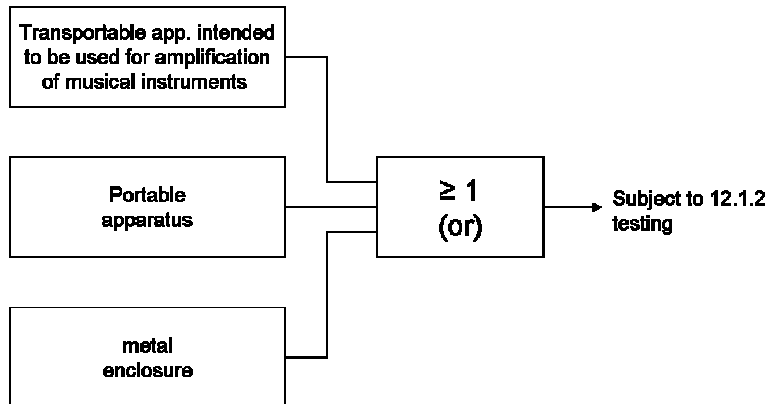 Transportable app. intended
to be used for amplification
of musical instruments
Portable
apparatus
metal
enclosure
≥ 1
(or)
Subject to 12.1.2
testing